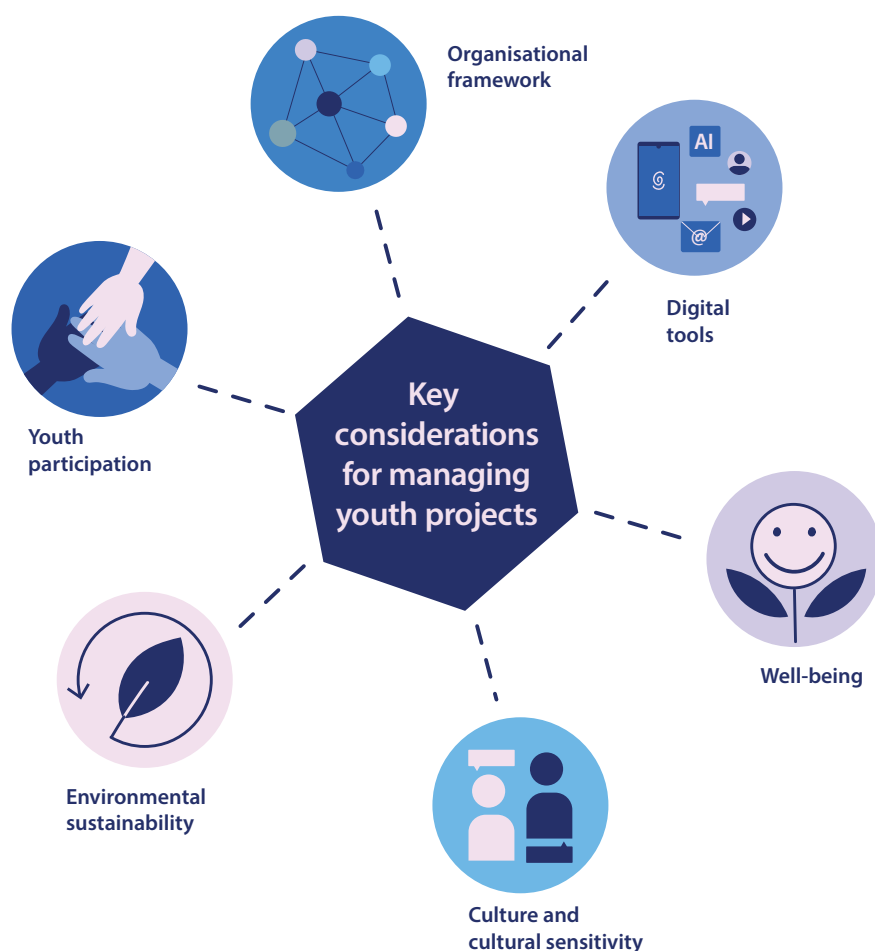 Organisational
framework
AI
@
Digital
tools
Key
considerations
for managing
youth projects
Youth
participation
Well-being
Environmental
sustainability
Culture and
cultural sensitivity